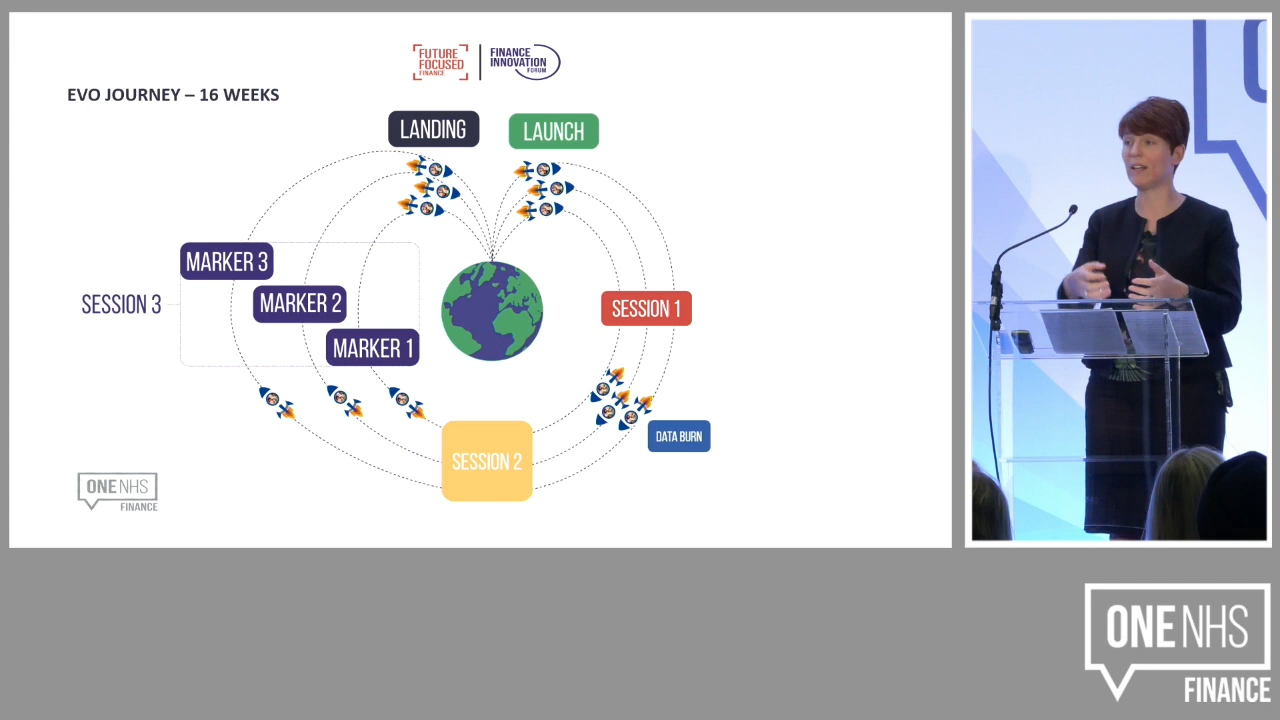 FUTURE
FOCUSED
FINANCE
FINANCE
INNOVATION
FORUM
EVO JOURNEY – 16 WEEKS
LANDING
LAUNCH
MARKER 3
SESSION 3
MARKER 2
SESSION 1
MARKER 1
DATA BURN
SESSION 2
ONE NHS
FINANCE
ONE NHS
FINANCE